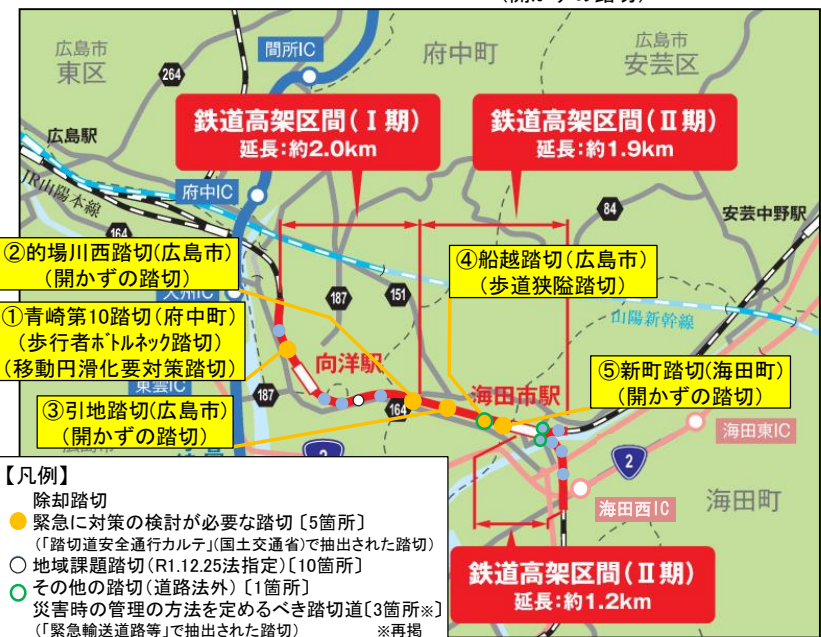 (開かずの踏切)
広島市
東区
264
間所IC
府中町
広島市
安芸区
鉄道高架区間(Ⅰ期)
延長:約2.0km
鉄道高架区間(Ⅱ期)
延長:約1.9km
広島駅
JR山陽本線
府中IC
164
84
安芸中野駅
②的場川西踏切(広島市)
(開かずの踏切)
④船越踏切(広島市)
(歩道狭隘踏切)
187
151
山陽新幹線
①青崎第10踏切(府中町)
(歩行者ボトルネック踏切)
(移動円滑化要対策踏切)
向洋駅
東雲IC
187
海田市駅
⑤新町踏切(海田町)
(開かずの踏切)
③引地踏切(広島市)
(開かずの踏切)
164
海田東IC
2
2
海田西IC
海田町
【凡例】
除却踏切
緊急に対策の検討が必要な踏切〔5箇所〕
(「踏切道安全通行カルテ」(国土交通省)で抽出された踏切)
地域課題踏切(R1.12.25法指定)〔10箇所〕
その他の踏切(道路法外)〔1箇所〕
災害時の管理の方法を定めるべき踏切道〔3箇所※〕
(「緊急輸送道路等」で抽出された踏切) ※再掲
鉄道高架区間(Ⅱ期)
延長:約1.2km